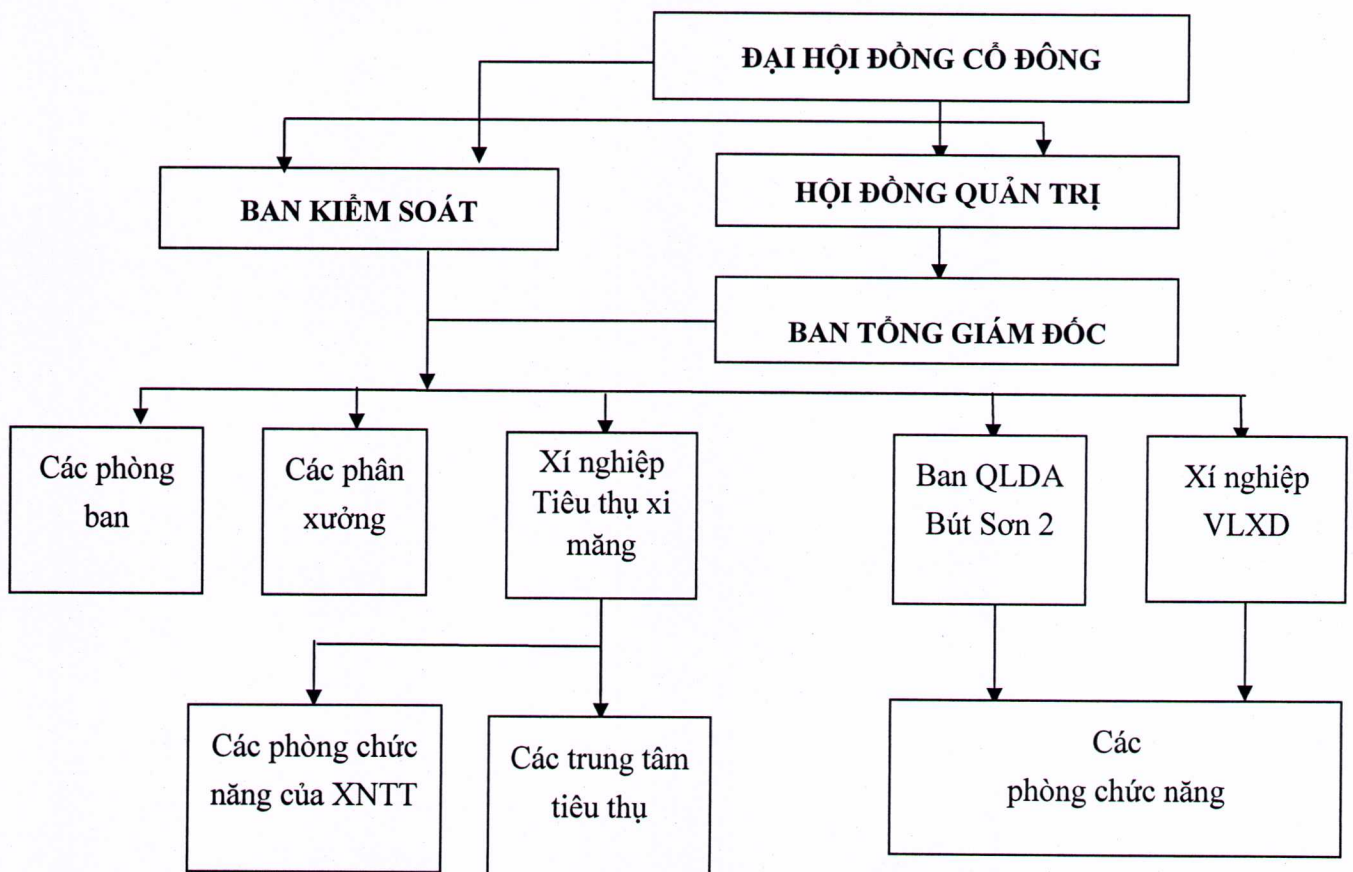 ĐẠI HỘI ĐỒNG CỔ ĐÔNG
BAN KIỂM SOÁT
HỘI ĐỒNG QUẢN TRỊ
BAN TỔNG GIÁM ĐỐC
Các phòng
ban
Các phân
xưởng
Xí nghiệp
Tiêu thụ xi
măng
Ban QLDA
Bút Sơn 2
Xí nghiệp
VLXD
Các phòng chức
năng của XNTT
Các trung tâm
tiêu thụ
Các
phòng chức năng